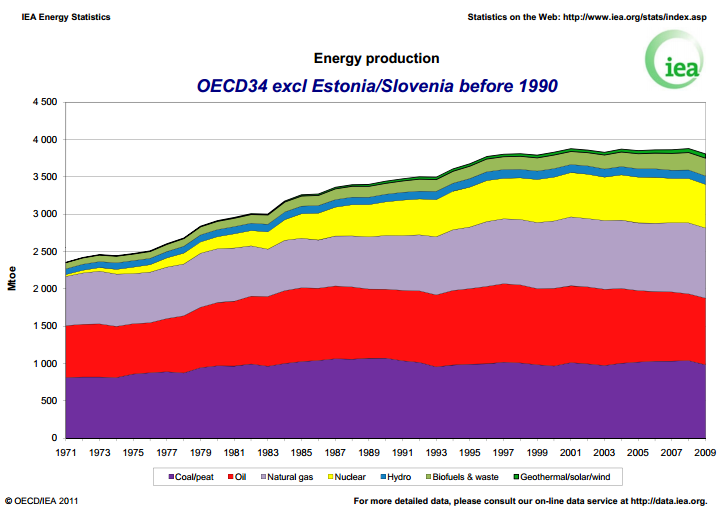 IEA Energy Statistics
Statistics on the Web: http://www.iea.org/stats/index.asp
iea
Energy production
OECD34 excl Estonia/Slovenia before 1990
Mtoe
4 500
4 000
3 500
3 000
2 500
2 000
1 500
1 000
500
0
1971 1973 1975 1977 1979 1981 1983 1985 1987 1989 1991 1993 1995 1997 1999 2001 2003 2005 2007 2009
Coal/peat Oil Natural gas Nuclear Hydro Biofuels & waste Geothermal/solar/wind
© OECD/IEA 2011
For more detailed data, please consult our on-line data service at http://data.iea.org.